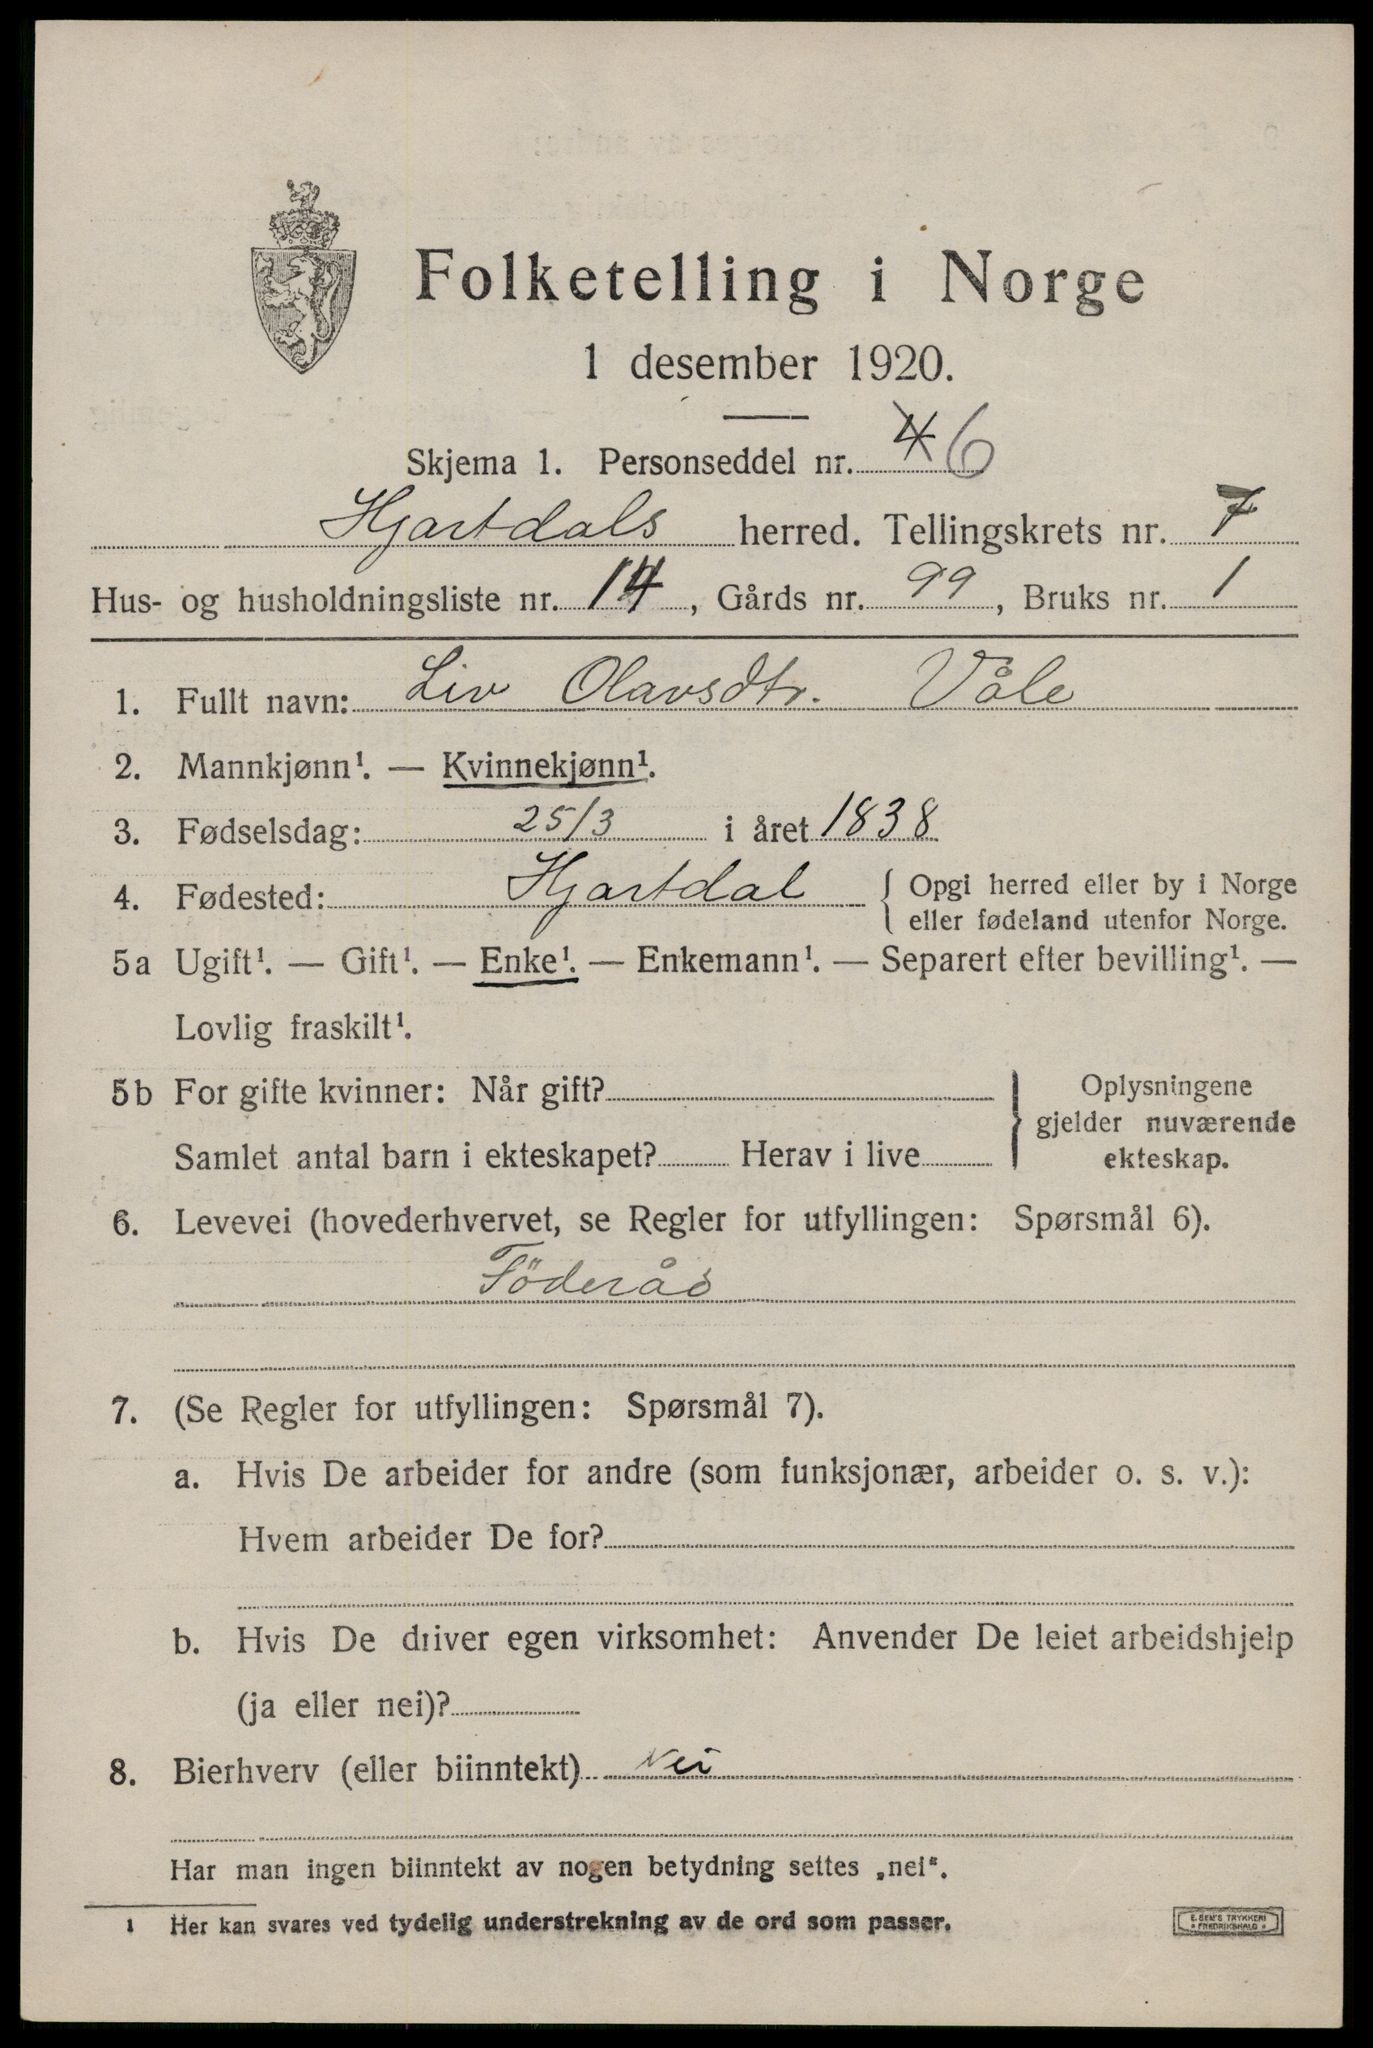 Folketelling i Norge
1 desember 1920.
Skjema 1. Personseddel nr. 4 6
Hjartdals herred. Tellingskrets nr. 7
Hus- og husholdningsliste nr. 14, Gårds nr. 99, Bruks nr. 1
1. Fullt navn: Liv Olavsdtr. Våle
2. Mannkjønn¹. — Kvinnekjønn¹.
3. Fødselsdag: 25/3 i året 1838
4. Fødested: Hjartdal { Opgi herred eller by i Norge
eller fødeland utenfor Norge.
5a Ugift¹. — Gift¹. — Enke¹. — Enkemann¹. — Separert efter bevilling¹. —
Lovlig fraskilt¹.
5b For gifte kvinner: Når gift? } Oplysningene
gjelder nuværende
Samlet antal barn i ekteskapet? Herav i live ekteskap.
6. Levevei (hovederhvervet, se Regler for utfyllingen: Spørsmål 6).
Föderås
7. (Se Regler for utfyllingen: Spørsmål 7).
a. Hvis De arbeider for andre (som funksjonær, arbeider o. s. v.):
Hvem arbeider De for?
b. Hvis De driver egen virksomhet: Anvender De leiet arbeidshjelp
(ja eller nei)?
8. Bierhverv (eller biinntekt) Nei
Har man ingen biinntekt av nogen betydning settes „nei“.
1 Her kan svares ved tydelig understrekning av de ord som passer.
E. SEM'S TRYKKERI
* FREDRIKSHALD *